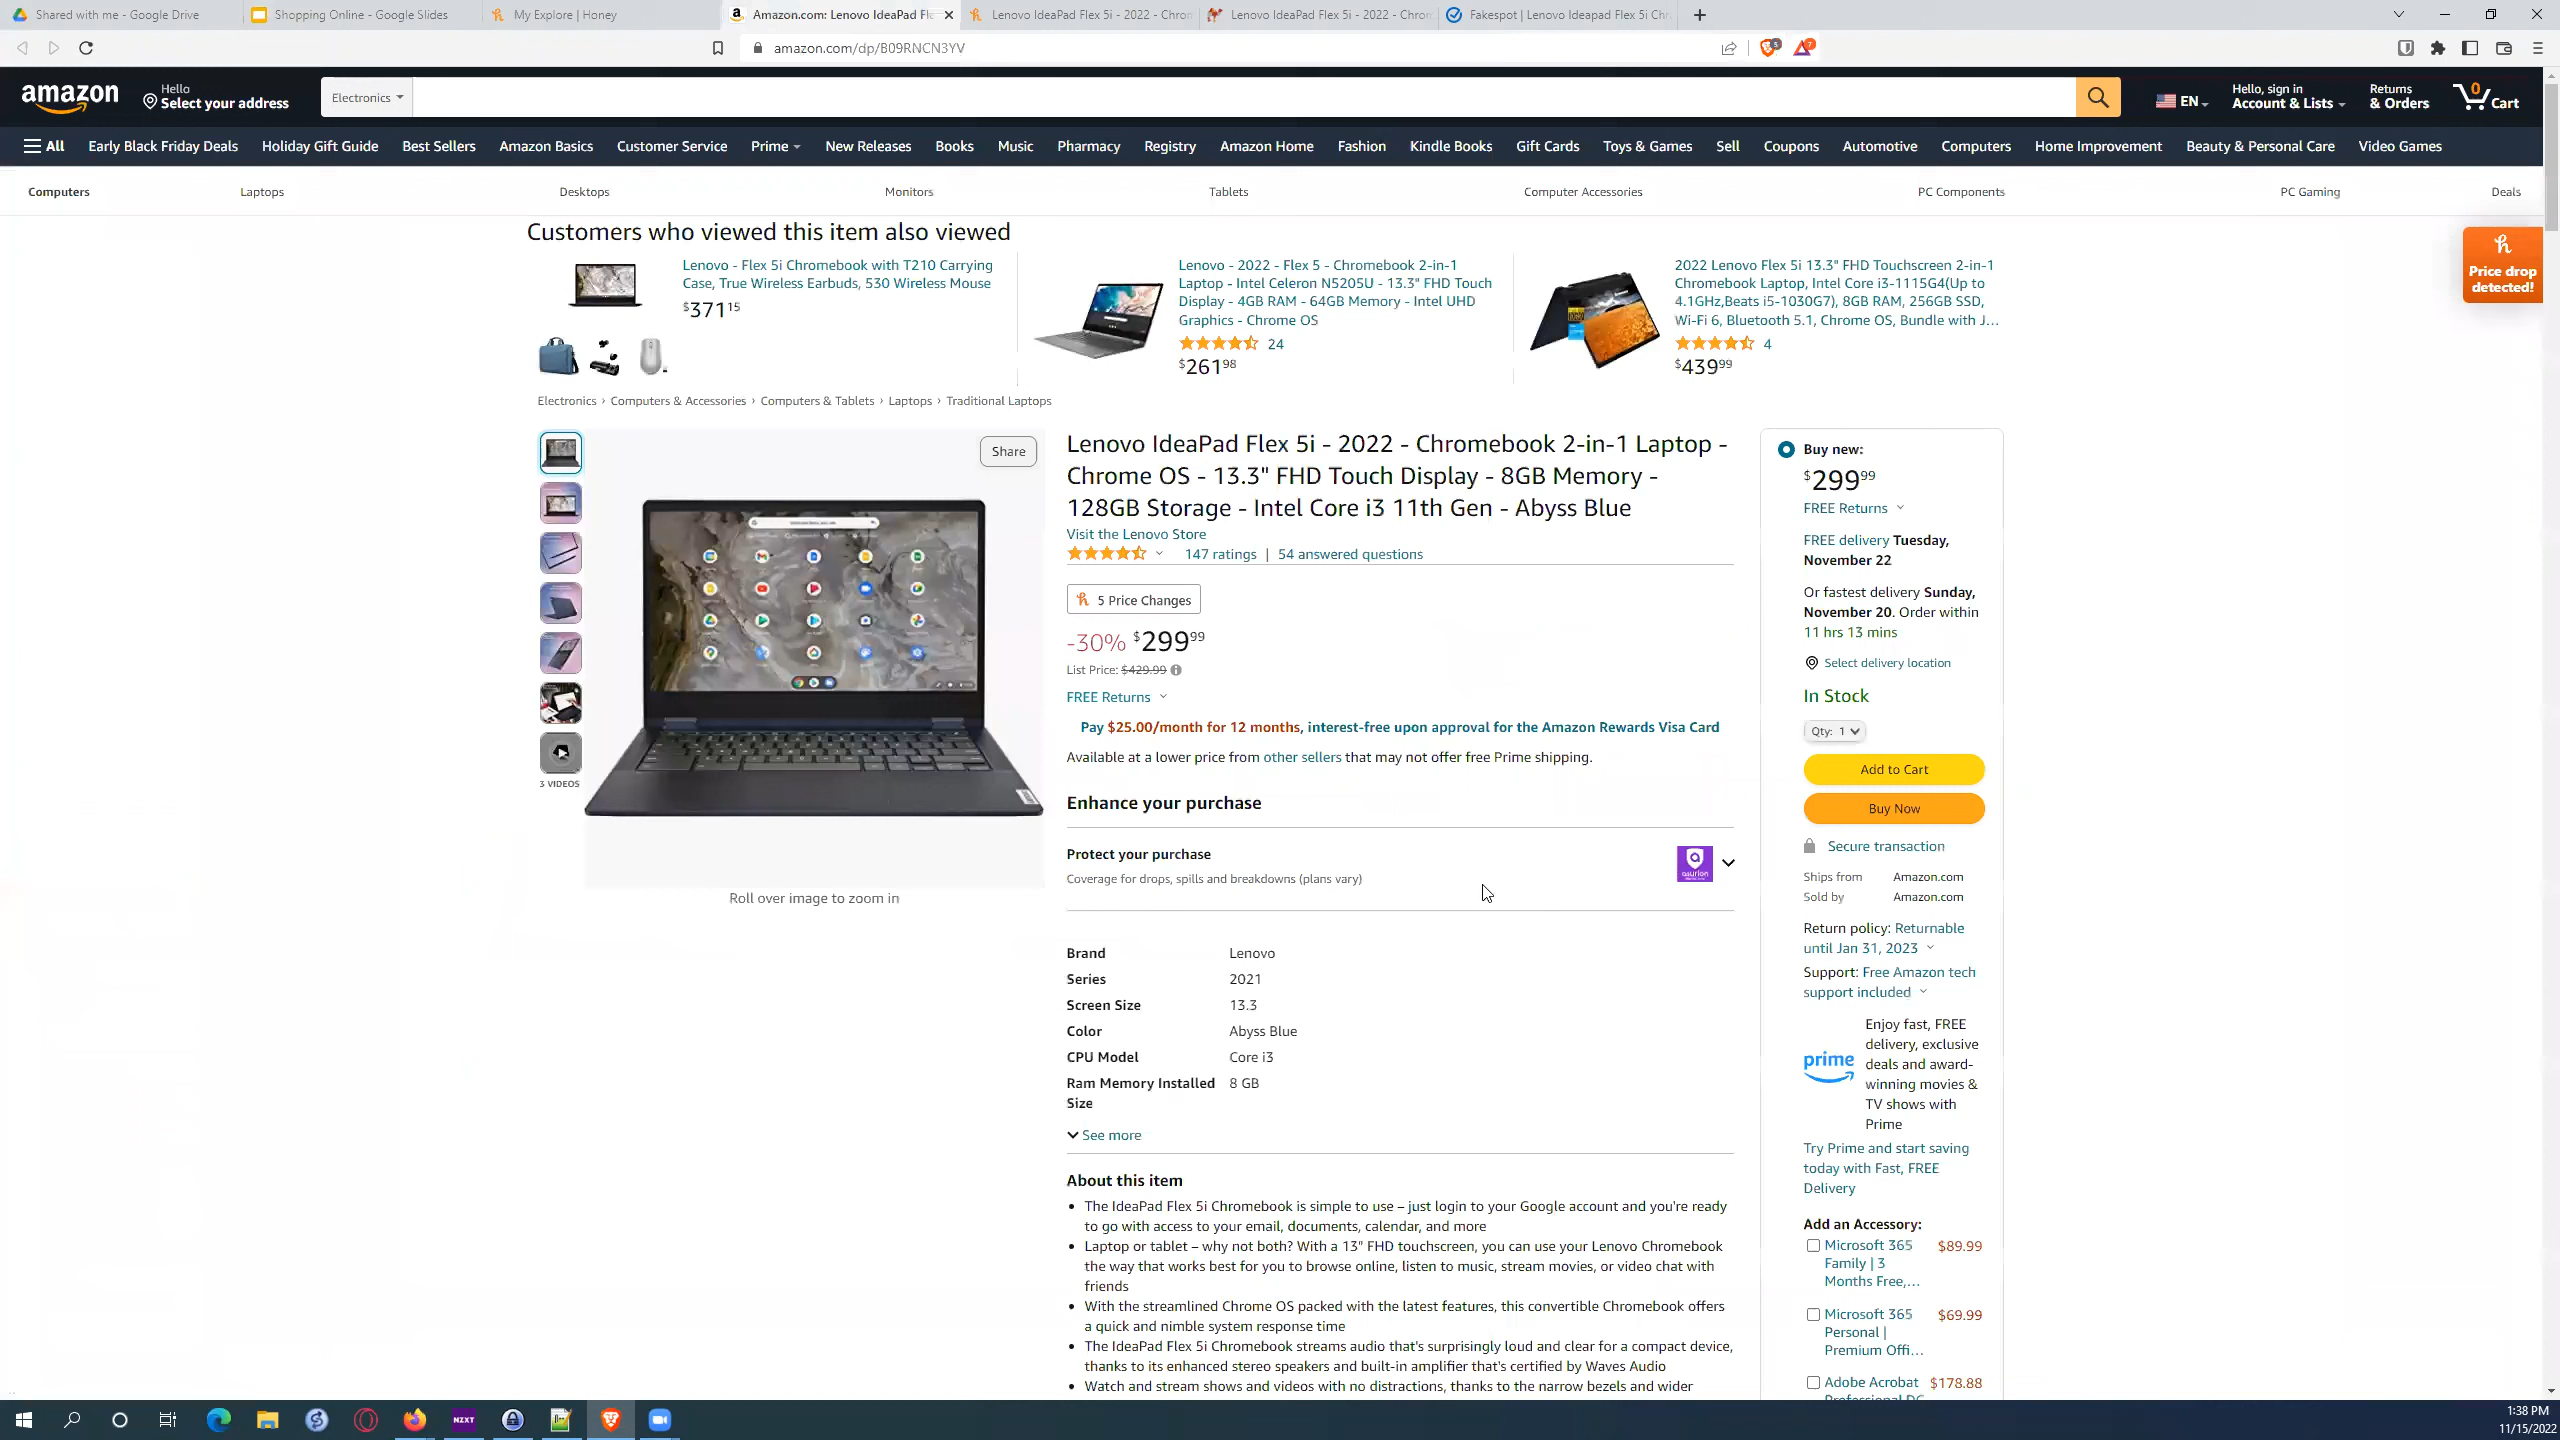 Shared with me - Google Drive
Shopping Online - Google Slides
My Explore | Honey
Amazon.com: Lenovo IdeaPad Fle
Lenovo IdeaPad Flex 5i - 2022 - Chrom
Lenovo IdeaPad Flex 5i - 2022 - Chrom
Fakespot | Lenovo Ideapad Flex 5i Chr
amazon.com/dp/B09RNCN3YV
amazon
Hello
Select your address
Electronics
EN
Hello, sign in
Account & Lists
Returns
& Orders
0
Cart
All Early Black Friday Deals Holiday Gift Guide Best Sellers Amazon Basics Customer Service Prime New Releases Books Music Pharmacy Registry Amazon Home Fashion Kindle Books Gift Cards Toys & Games Sell Coupons Automotive Computers Home Improvement Beauty & Personal Care Video Games
Computers Laptops Desktops Monitors Tablets Computer Accessories PC Components PC Gaming Deals
Price drop
detected!
Customers who viewed this item also viewed
Lenovo - Flex 5i Chromebook with T210 Carrying
Case, True Wireless Earbuds, 530 Wireless Mouse
$371 15
Lenovo - 2022 - Flex 5 - Chromebook 2-in-1
Laptop - Intel Celeron N5205U - 13.3" FHD Touch
Display - 4GB RAM - 64GB Memory - Intel UHD
Graphics - Chrome OS
24
$261 98
2022 Lenovo Flex 5i 13.3" FHD Touchscreen 2-in-1
Chromebook Laptop, Intel Core i3-1115G4(Up to
4.1GHz,Beats i5-1030G7), 8GB RAM, 256GB SSD,
Wi-Fi 6, Bluetooth 5.1, Chrome OS, Bundle with J…
4
$439 99
Electronics › Computers & Accessories › Computers & Tablets › Laptops › Traditional Laptops
Share
3 VIDEOS
Roll over image to zoom in
Lenovo IdeaPad Flex 5i - 2022 - Chromebook 2-in-1 Laptop -
Chrome OS - 13.3" FHD Touch Display - 8GB Memory -
128GB Storage - Intel Core i3 11th Gen - Abyss Blue
Visit the Lenovo Store
147 ratings | 54 answered questions
5 Price Changes
-30% $299 99
List Price: $429.99
FREE Returns
Pay $25.00/month for 12 months, interest-free upon approval for the Amazon Rewards Visa Card
Available at a lower price from other sellers that may not offer free Prime shipping.
Enhance your purchase
Protect your purchase
Coverage for drops, spills and breakdowns (plans vary)
asurion
Brand Lenovo
Series 2021
Screen Size 13.3
Color Abyss Blue
CPU Model Core i3
Ram Memory Installed 8 GB
Size
See more
About this item
• The IdeaPad Flex 5i Chromebook is simple to use – just login to your Google account and you're ready
to go with access to your email, documents, calendar, and more
• Laptop or tablet – why not both? With a 13" FHD touchscreen, you can use your Lenovo Chromebook
the way that works best for you to browse online, listen to music, stream movies, or video chat with
friends
• With the streamlined Chrome OS packed with the latest features, this convertible Chromebook offers
a quick and nimble system response time
• The IdeaPad Flex 5i Chromebook streams audio that's surprisingly loud and clear for a compact device,
thanks to its enhanced stereo speakers and built-in amplifier that's certified by Waves Audio
• Watch and stream shows and videos with no distractions, thanks to the narrow bezels and wider
Buy new:
$299 99
FREE Returns
FREE delivery Tuesday,
November 22
Or fastest delivery Sunday,
November 20. Order within
11 hrs 13 mins
Select delivery location
In Stock
Qty: 1
Add to Cart
Buy Now
Secure transaction
Ships from Amazon.com
Sold by Amazon.com
Return policy: Returnable
until Jan 31, 2023
Support: Free Amazon tech
support included
prime
Enjoy fast, FREE
delivery, exclusive
deals and award-
winning movies &
TV shows with
Prime
Try Prime and start saving
today with Fast, FREE
Delivery
Add an Accessory:
Microsoft 365 $89.99
Family | 3
Months Free,…
Microsoft 365 $69.99
Personal |
Premium Offi…
Adobe Acrobat $178.88
NZXT
1:38 PM
11/15/2022